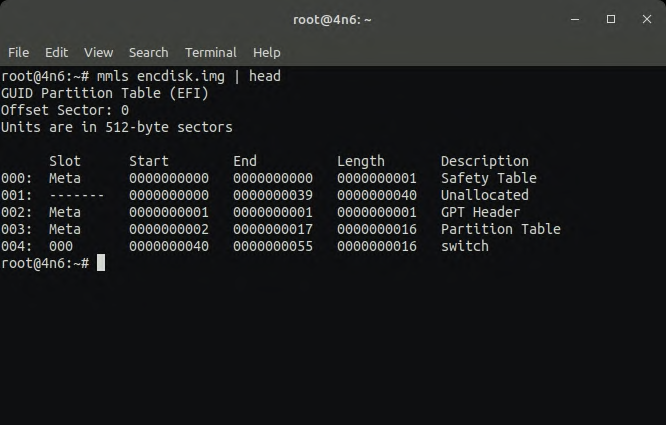 root@4n6: ~
File Edit View Search Terminal Help
root@4n6:~# mmls encdisk.img | head
GUID Partition Table (EFI)
Offset Sector: 0
Units are in 512-byte sectors
Slot Start End Length Description
000: Meta 0000000000 0000000000 0000000001 Safety Table
001: ------- 0000000000 0000000039 0000000040 Unallocated
002: Meta 0000000001 0000000001 0000000001 GPT Header
003: Meta 0000000002 0000000017 0000000016 Partition Table
004: 000 0000000040 0000000055 0000000016 switch
root@4n6:~#